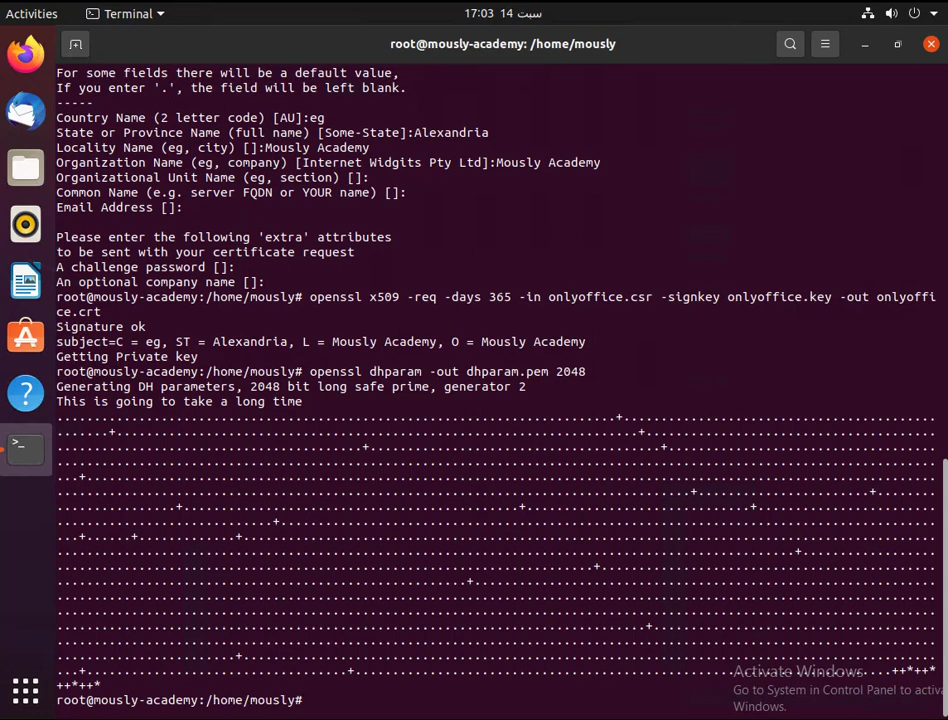 Activities Terminal 17:03 14 سبت
root@mously-academy: /home/mously
For some fields there will be a default value,
If you enter '.', the field will be left blank.
-----
Country Name (2 letter code) [AU]:eg
State or Province Name (full name) [Some-State]:Alexandria
Locality Name (eg, city) []:Mously Academy
Organization Name (eg, company) [Internet Widgits Pty Ltd]:Mously Academy
Organizational Unit Name (eg, section) []:
Common Name (e.g. server FQDN or YOUR name) []:
Email Address []:
Please enter the following 'extra' attributes
to be sent with your certificate request
A challenge password []:
An optional company name []:
root@mously-academy:/home/mously# openssl x509 -req -days 365 -in onlyoffice.csr -signkey onlyoffice.key -out onlyoffi
ce.crt
Signature ok
subject=C = eg, ST = Alexandria, L = Mously Academy, O = Mously Academy
Getting Private key
root@mously-academy:/home/mously# openssl dhparam -out dhparam.pem 2048
Generating DH parameters, 2048 bit long safe prime, generator 2
This is going to take a long time
++*++*
++*++*
root@mously-academy:/home/mously#
Activate Windows
Go to System in Control Panel to activa
Windows.